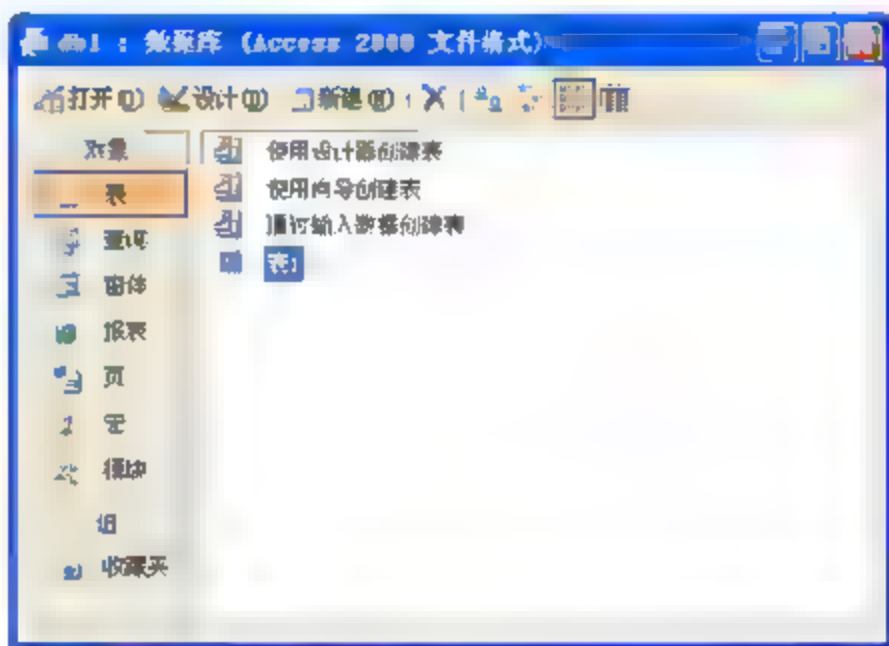 db1 : 数据库 (Access 2000 文件格式)
打开(O) 设计(D) 新建(N)
对象
表
查询
窗体
报表
页
宏
模块
组
收藏夹
使用设计器创建表
使用向导创建表
通过输入数据创建表
表1